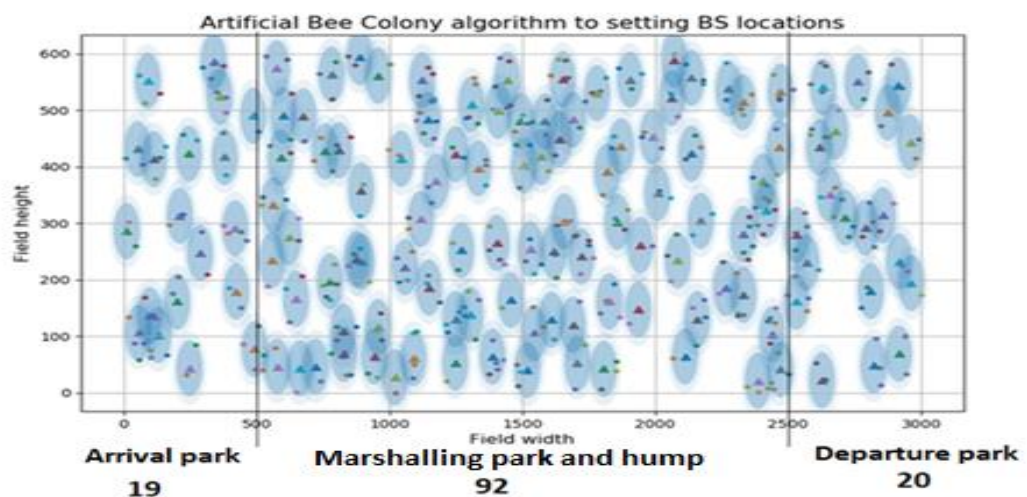 Artificial Bee Colony algorithm to setting BS locations
600
500
400
300
200
100
0
Field height
0 500 1000 1500 2000 2500 3000
Field width
Arrival park Marshalling park and hump Departure park
19 92 20